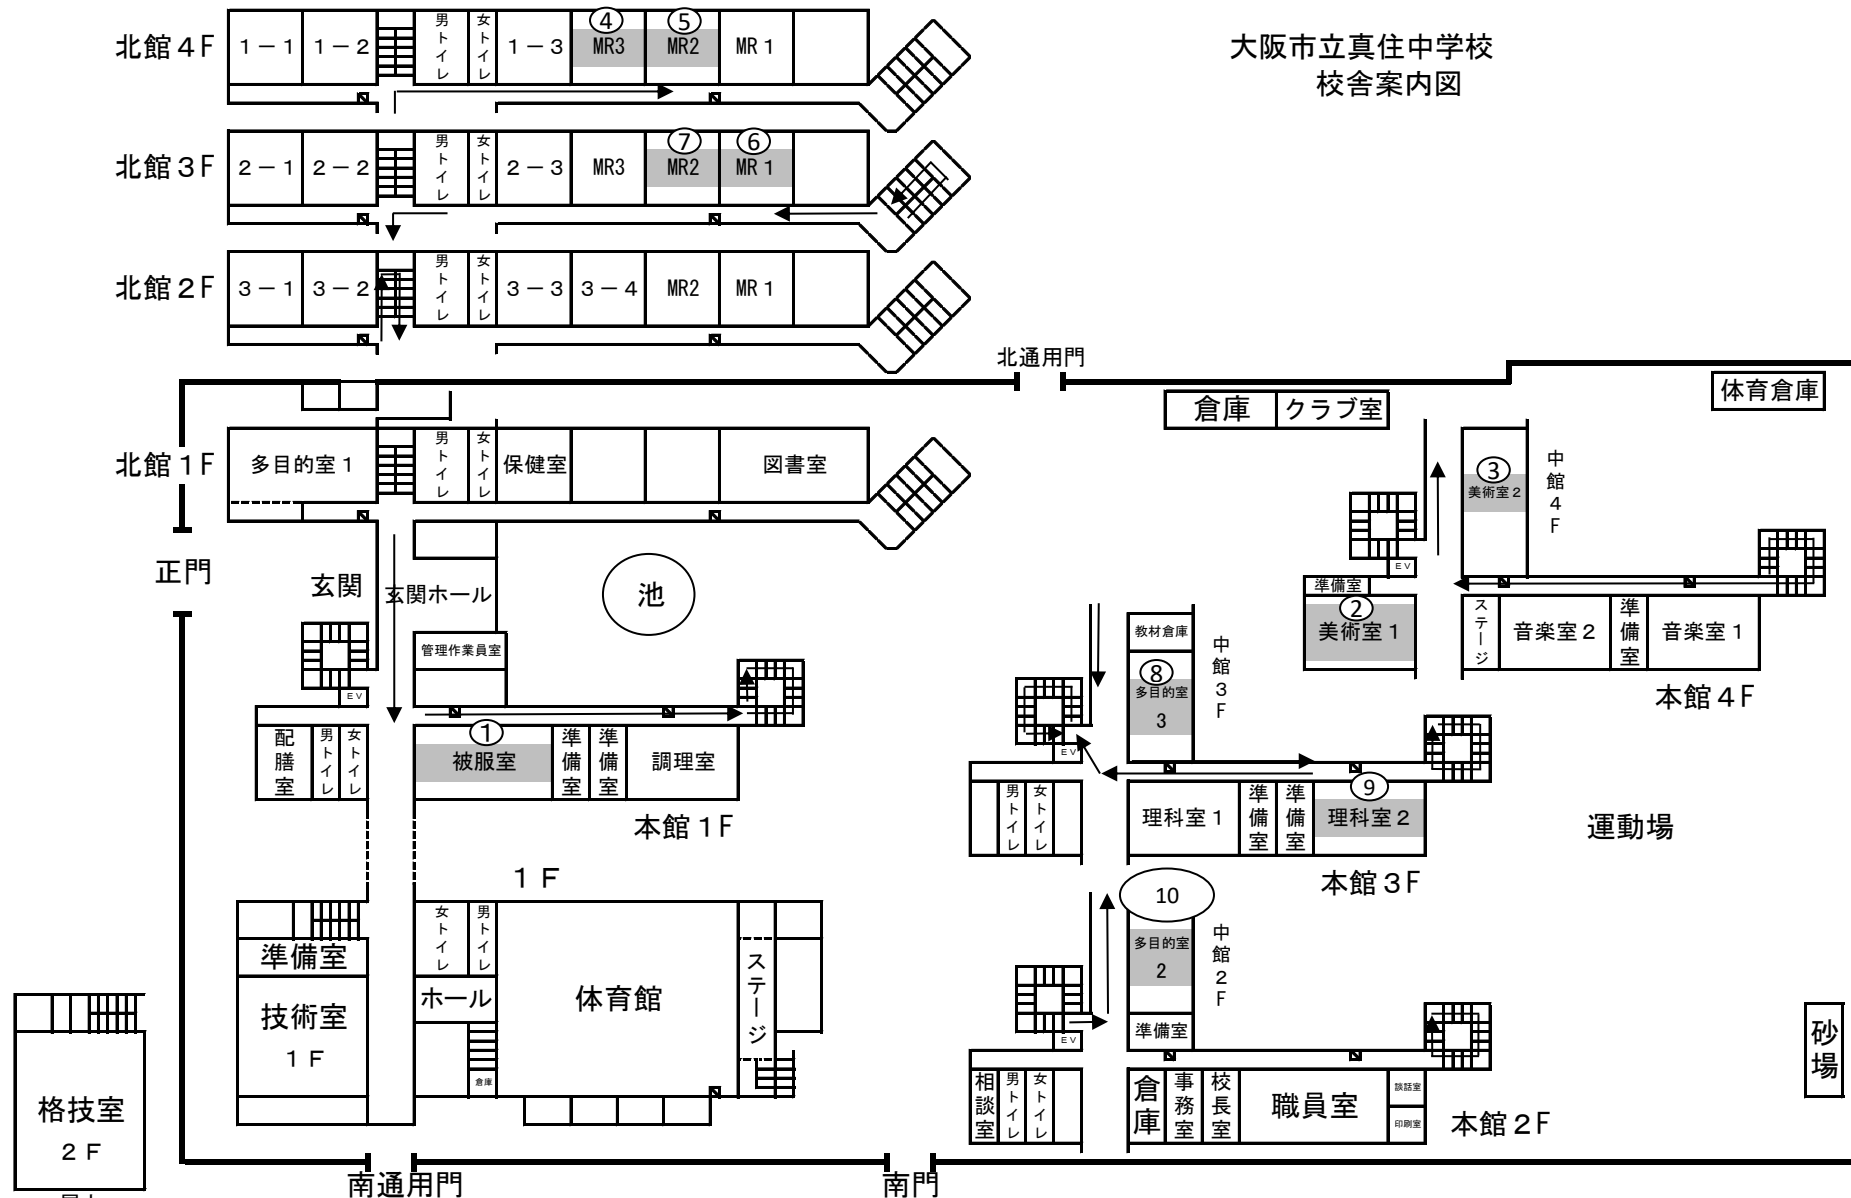 大阪市立真住中学校
校舎案内図
北館４F
１－１
１－２
男トイレ
女トイレ
１－３
④
MR3
⑤
MR2
MR１
北館３F
２－１
２－２
男トイレ
女トイレ
２－３
MR3
⑦
MR2
⑥
MR１
北館２F
３－１
３－２
男トイレ
女トイレ
３－３
３－４
MR2
MR１
北通用門
倉庫
クラブ室
体育倉庫
北館１F
多目的室１
男トイレ
女トイレ
保健室
図書室
正門
玄関
玄関ホール
池
管理作業員室
EV
配膳室
男トイレ
女トイレ
①
被服室
準備室
準備室
調理室
本館１F
１F
準備室
技術室
１F
女トイレ
男トイレ
ホール
倉庫
体育館
ステージ
格技室
２F
南通用門
南門
③
美術室２
中館４F
EV
準備室
②
美術室１
ステージ
音楽室２
準備室
音楽室１
本館４F
教材倉庫
⑧
多目的室
3
中館３F
EV
男トイレ
女トイレ
理科室１
準備室
準備室
⑨
理科室２
本館３F
運動場
10
多目的室
2
中館２F
準備室
EV
相談室
男トイレ
女トイレ
倉庫
事務室
校長室
職員室
談話室
印刷室
本館２F
砂場